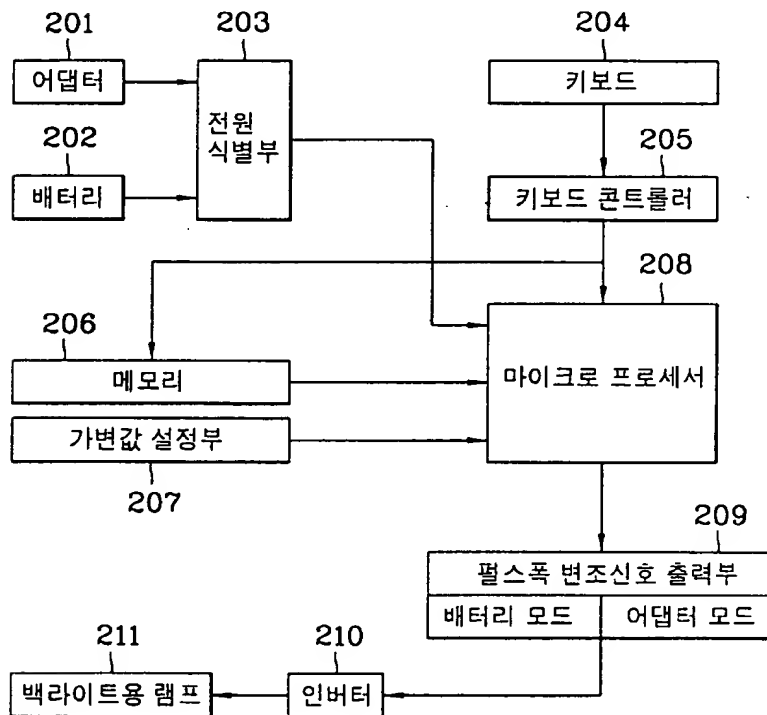 201
어댑터
202
배터리
203
전원
식별부
204
키보드
205
키보드 콘트롤러
206
메모리
가변값 설정부
207
208
마이크로 프로세서
209
펄스폭 변조신호 출력부
배터리 모드
어댑터 모드
211
백라이트용 램프
210
인버터